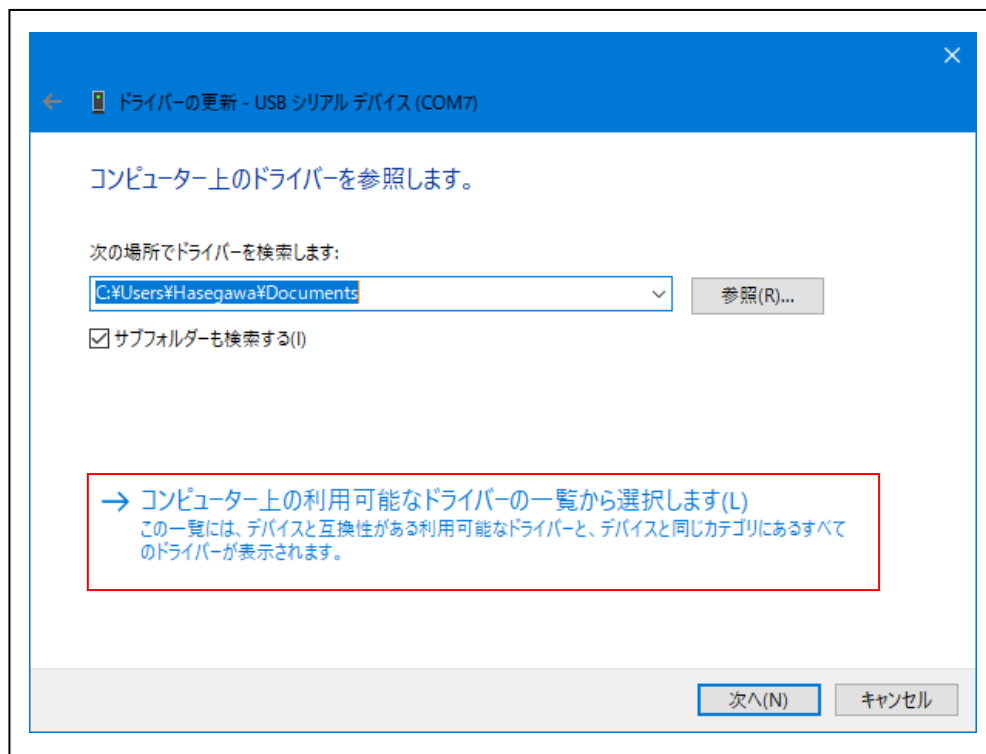 ドライバーの更新 - USB シリアル デバイス (COM7)
コンピューター上のドライバーを参照します。
次の場所でドライバーを検索します:
C:¥Users¥Hasegawa¥Documents
参照(R)...
サブフォルダーも検索する(I)
→ コンピューター上の利用可能なドライバーの一覧から選択します(L)
この一覧には、デバイスと互換性がある利用可能なドライバーと、デバイスと同じカテゴリにあるすべて
のドライバーが表示されます。
次へ(N)
キャンセル